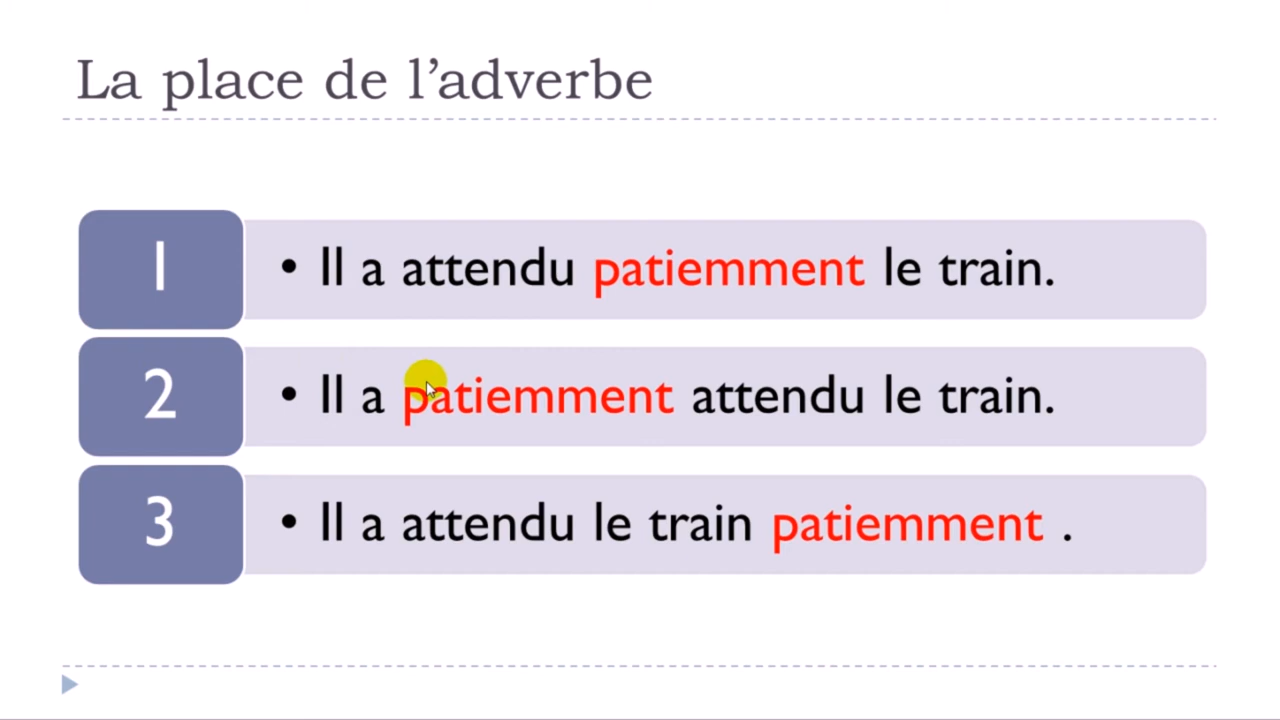 La place de l’adverbe
1
• Il a attendu patiemment le train.
2
• Il a patiemment attendu le train.
3
• Il a attendu le train patiemment .